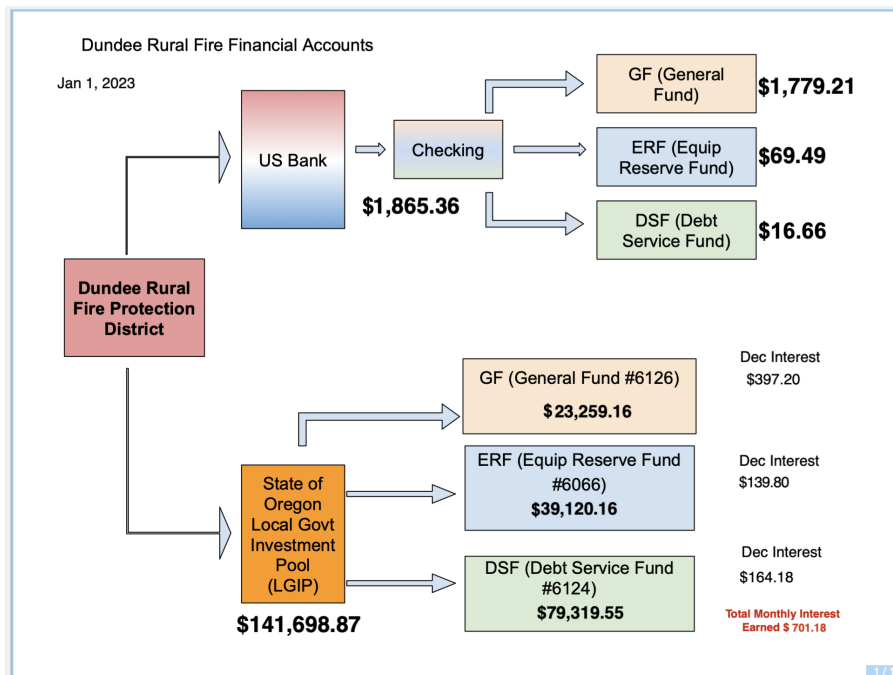 Dundee Rural Fire Financial Accounts
Jan 1, 2023
US Bank
Checking
$1,865.36
GF (General
Fund)
$1,779.21
ERF (Equip
Reserve Fund)
$69.49
DSF (Debt
Service Fund)
$16.66
Dundee Rural
Fire Protection
District
State of
Oregon
Local Govt
Investment
Pool
(LGIP)
$141,698.87
GF (General Fund #6126)
$23,259.16
Dec Interest
$397.20
ERF (Equip Reserve Fund
#6066)
$39,120.16
Dec Interest
$139.80
DSF (Debt Service Fund
#6124)
$79,319.55
Dec Interest
$164.18
Total Monthly Interest
Earned $ 701.18